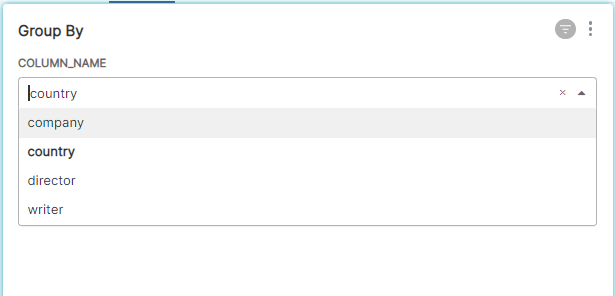 Group By
COLUMN_NAME
country
company
country
director
writer